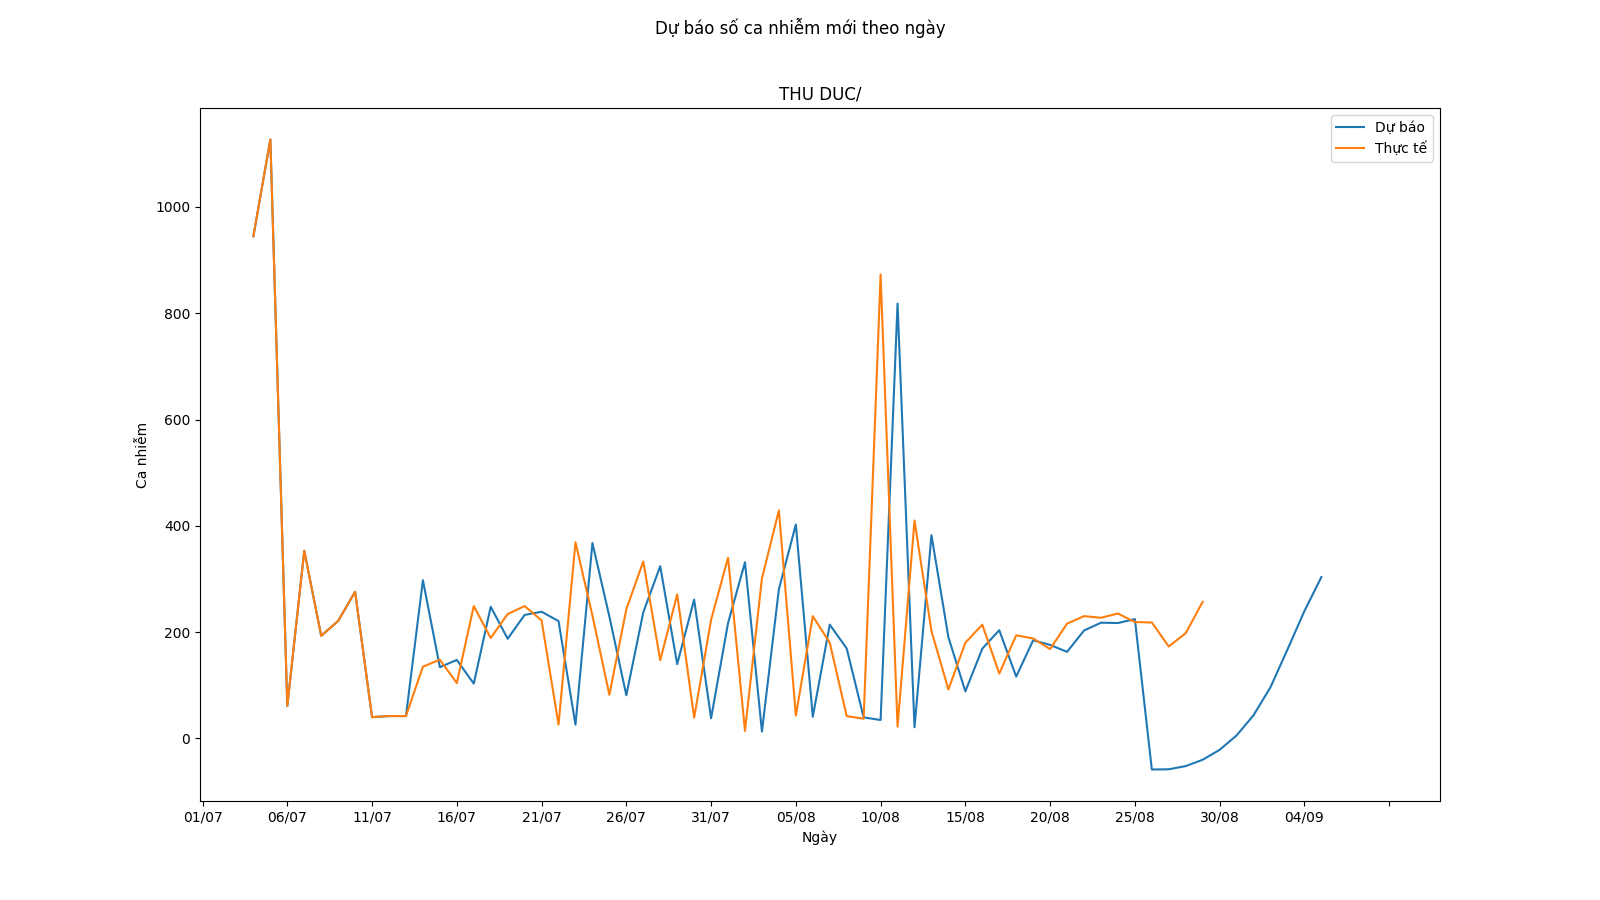 Dự báo số ca nhiễm mới theo ngày
THU DUC/
Dự báo
Thực tế
1000
800
600
400
200
0
Ca nhiễm
01/07 06/07 11/07 16/07 21/07 26/07 31/07 05/08 10/08 15/08 20/08 25/08 30/08 04/09
Ngày